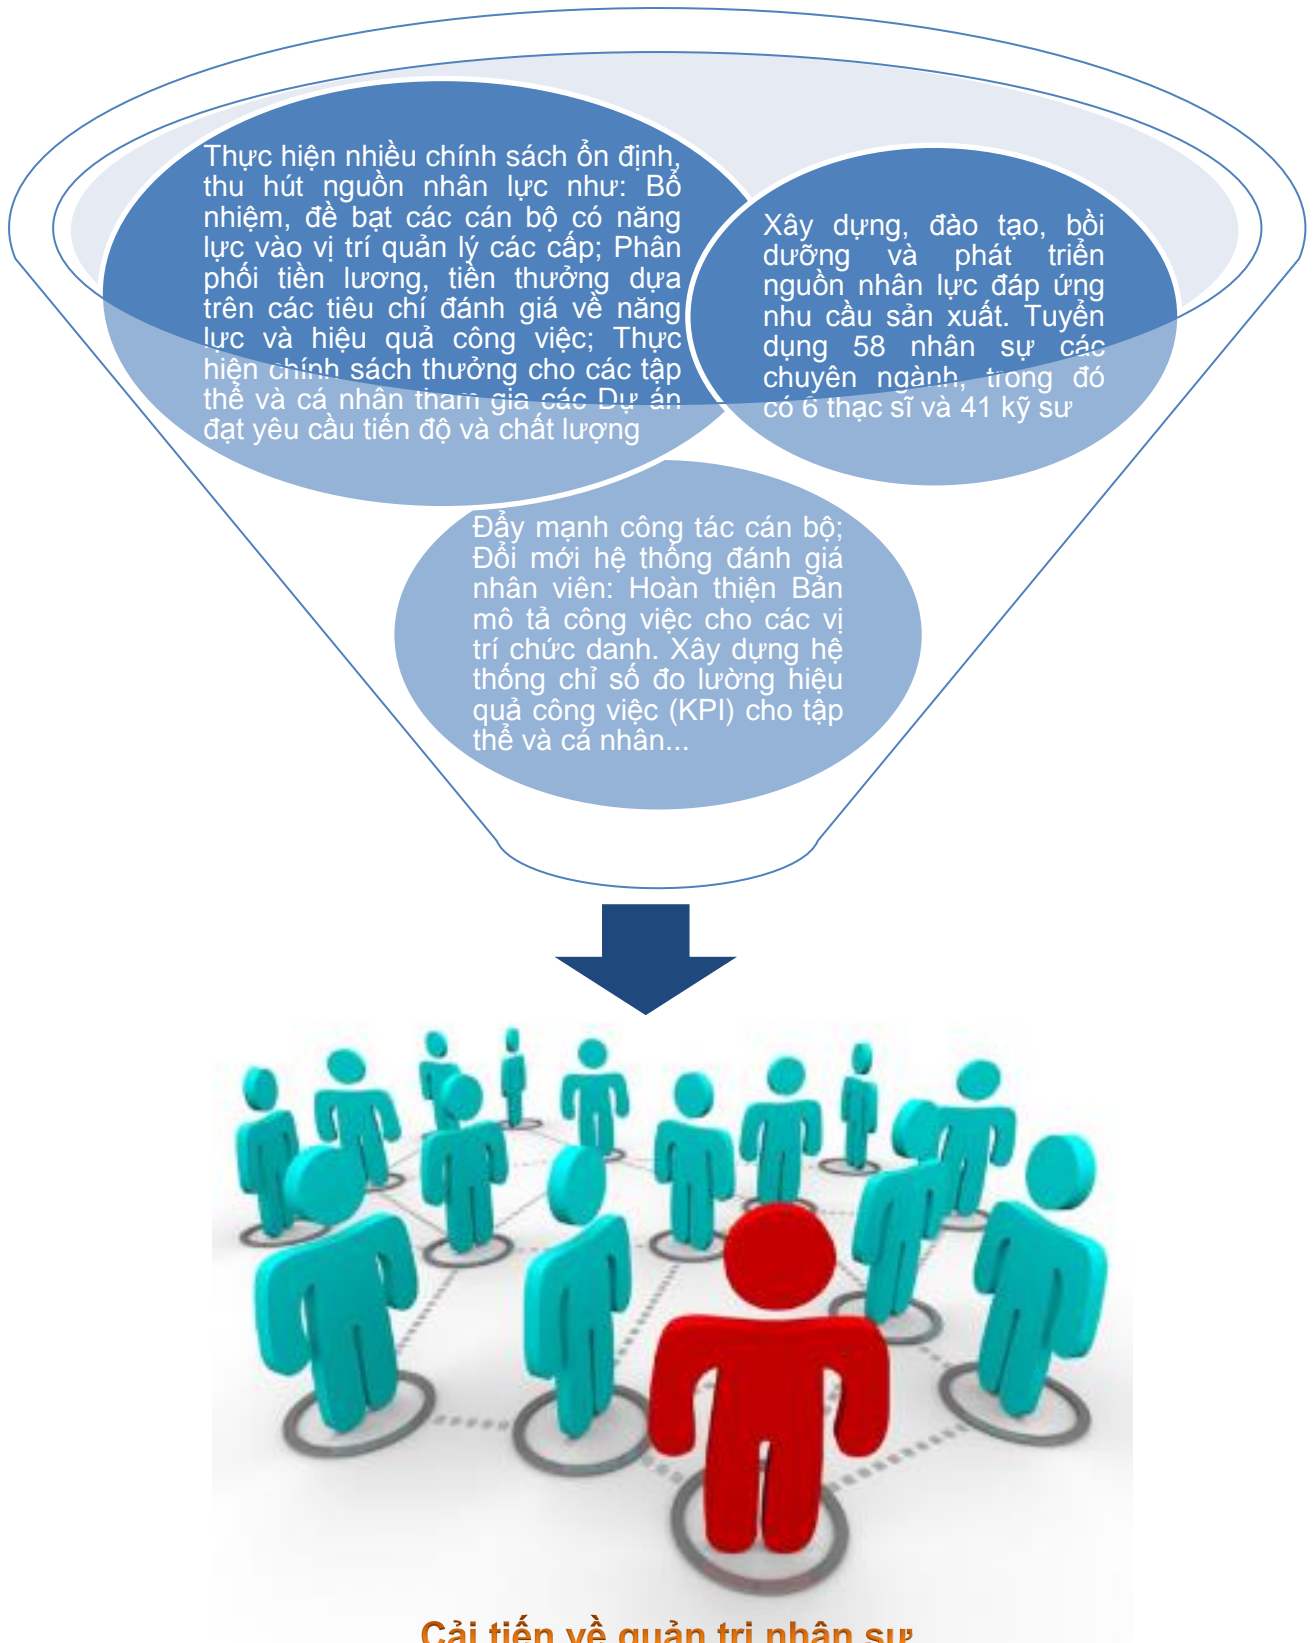 Thực hiện nhiều chính sách ổn định,
thu hút nguồn nhân lực như: Bổ
nhiệm, đề bạt các cán bộ có năng
lực vào vị trí quản lý các cấp; Phân
phối tiền lương, tiền thưởng dựa
trên các tiêu chí đánh giá về năng
lực và hiệu quả công việc; Thực
hiện chính sách thưởng cho các tập
thể và cá nhân tham gia các Dự án
đạt yêu cầu tiến độ và chất lượng
Xây dựng, đào tạo, bồi
dưỡng và phát triển
nguồn nhân lực đáp ứng
nhu cầu sản xuất. Tuyển
dụng 58 nhân sự các
chuyên ngành, trong đó
có 6 thạc sĩ và 41 kỹ sư
Đẩy mạnh công tác cán bộ;
Đổi mới hệ thống đánh giá
nhân viên: Hoàn thiện Bản
mô tả công việc cho các vị
trí chức danh. Xây dựng hệ
thống chỉ số đo lường hiệu
quả công việc (KPI) cho tập
thể và cá nhân...
Cải tiến về quản trị nhân sự